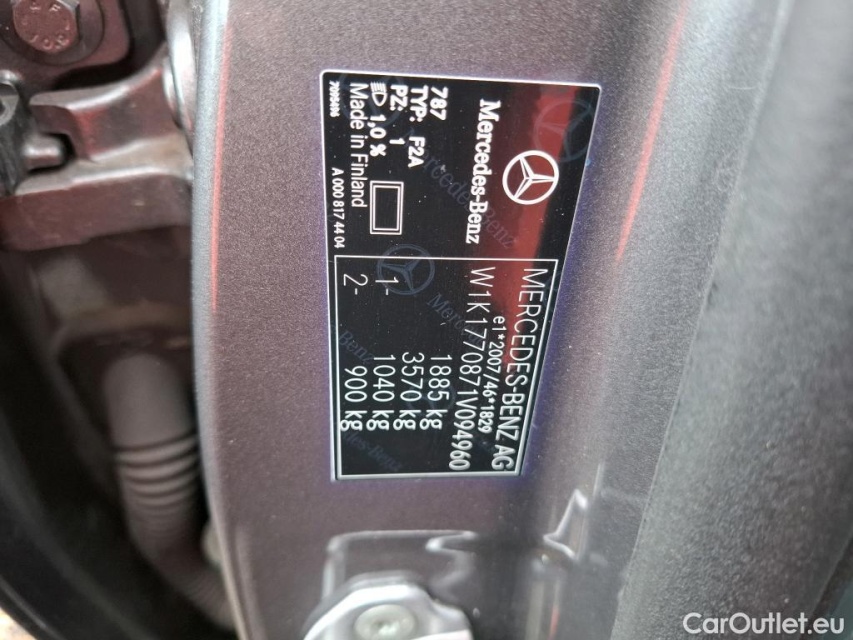 Mercedes-Benz
787
TYP: F2A
PZ: 1
1,0 %
Made in Finland
7095486
A 000 817 44 04
MERCEDES-BENZ AG
e1*2007/46*1829
W1K1770871V094960
1885 kg
3570 kg
1- 1040 kg
2- 900 kg
CarOutlet.eu